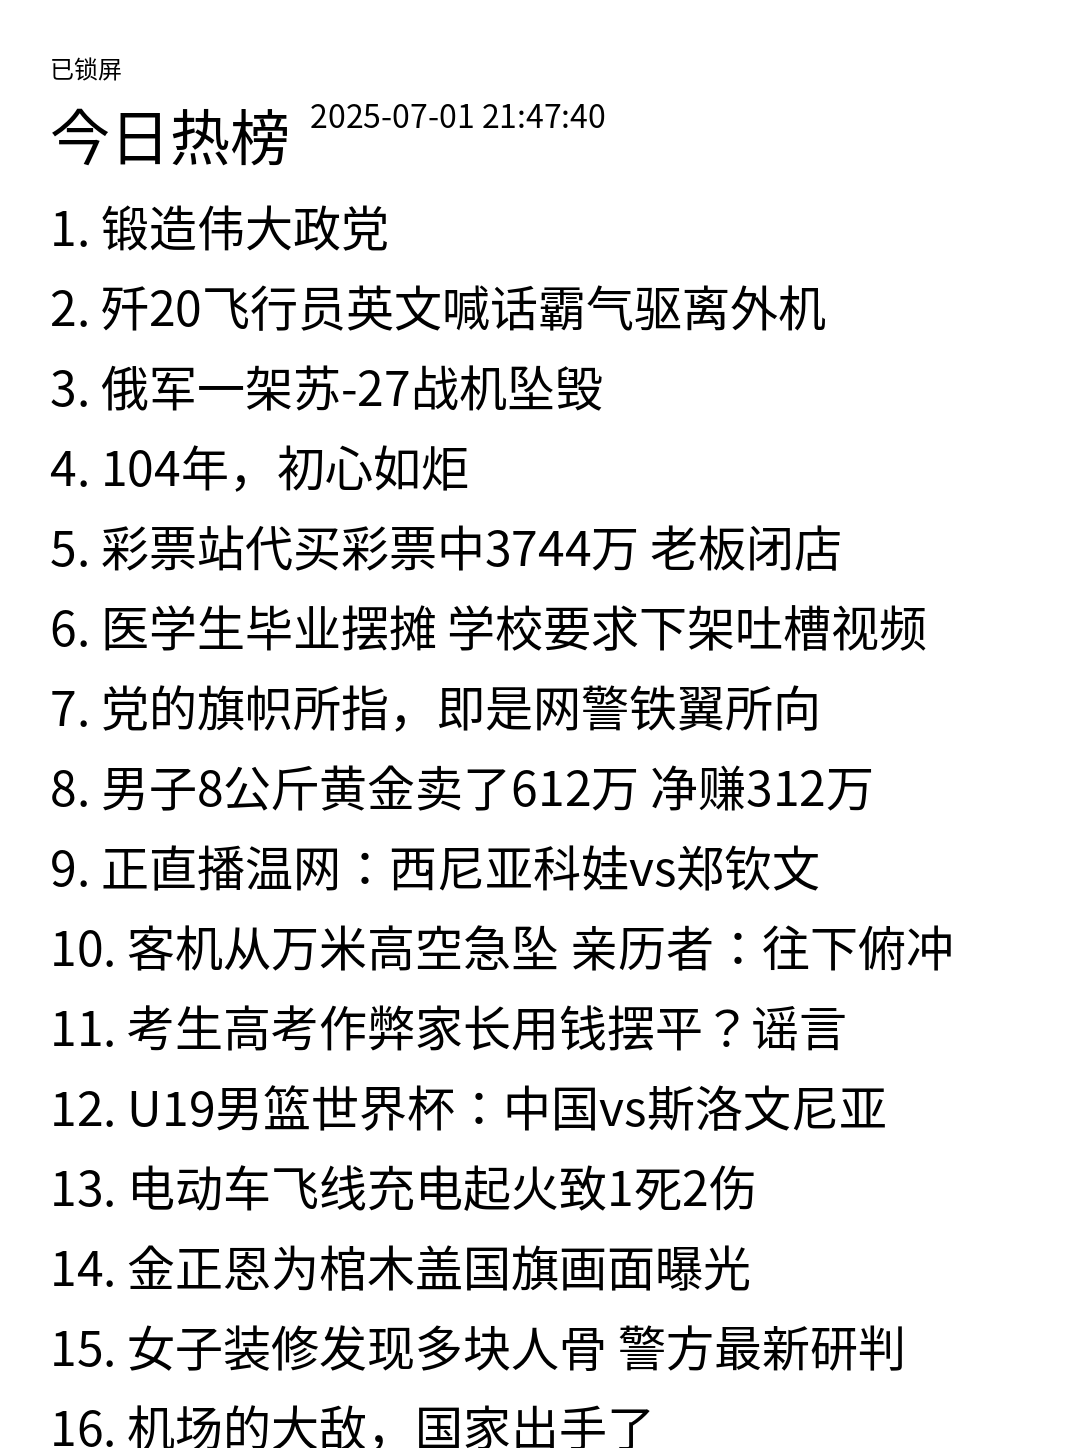 已锁屏
今日热榜 2025-07-01 21:47:40
1. 锻造伟大政党
2. 歼20飞行员英文喊话霸气驱离外机
3. 俄军一架苏-27战机坠毁
4. 104年，初心如炬
5. 彩票站代买彩票中3744万 老板闭店
6. 医学生毕业摆摊 学校要求下架吐槽视频
7. 党的旗帜所指，即是网警铁翼所向
8. 男子8公斤黄金卖了612万 净赚312万
9. 正直播温网：西尼亚科娃vs郑钦文
10. 客机从万米高空急坠 亲历者：往下俯冲
11. 考生高考作弊家长用钱摆平？谣言
12. U19男篮世界杯：中国vs斯洛文尼亚
13. 电动车飞线充电起火致1死2伤
14. 金正恩为棺木盖国旗画面曝光
15. 女子装修发现多块人骨 警方最新研判
16. 机场的大敌，国家出手了